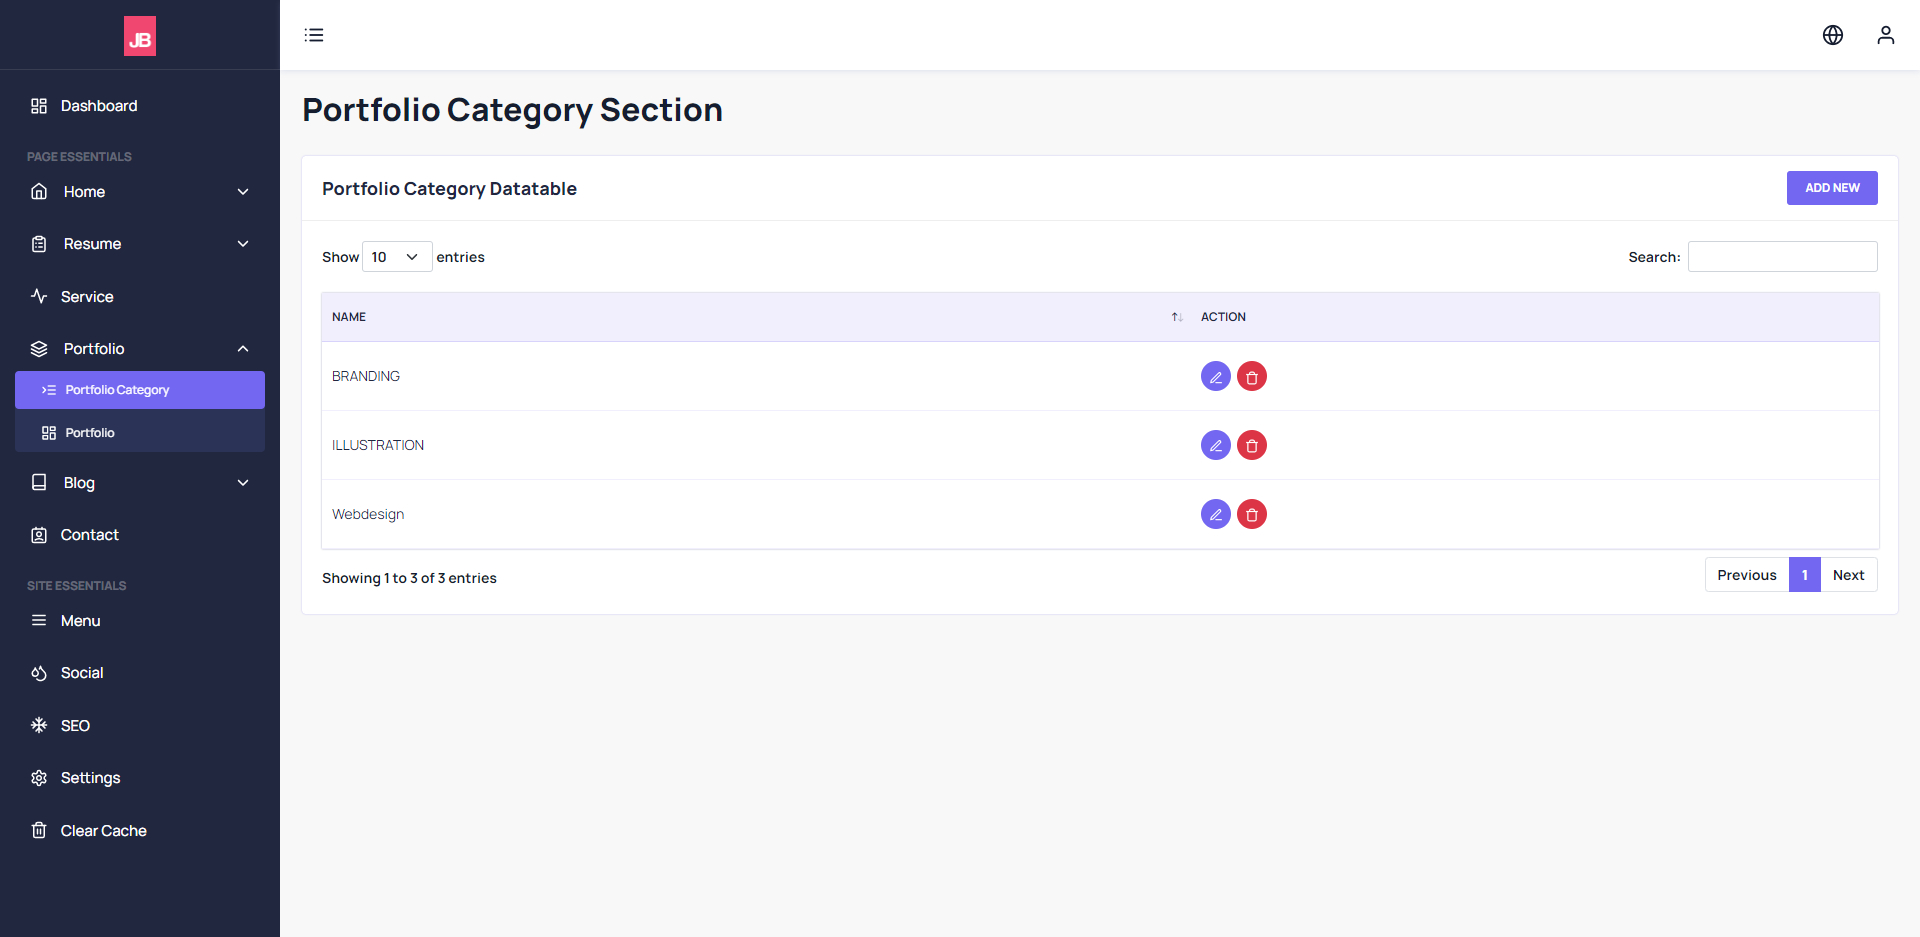 JB
Dashboard
PAGE ESSENTIALS
Home
Resume
Service
Portfolio
Portfolio Category
Portfolio
Blog
Contact
SITE ESSENTIALS
Menu
Social
SEO
Settings
Clear Cache
Portfolio Category Section
Portfolio Category Datatable
ADD NEW
Show 10 entries
Search:
NAME ACTION
BRANDING
ILLUSTRATION
Webdesign
Showing 1 to 3 of 3 entries
Previous 1 Next